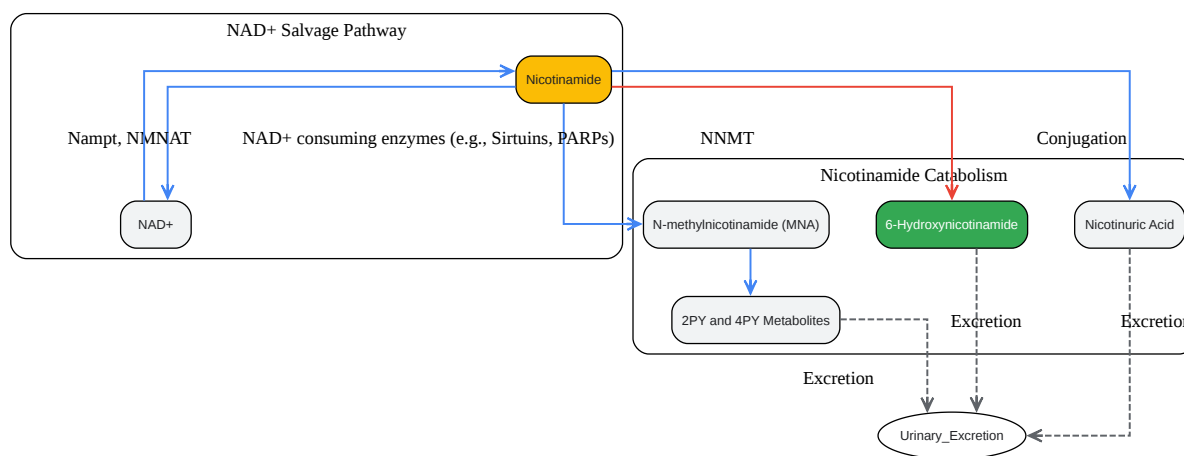 NAD+ Salvage Pathway
Nicotinamide
Nampt, NMNAT
NAD+ consuming enzymes (e.g., Sirtuins, PARPs)
NNMT
Conjugation
Nicotinamide Catabolism
NAD+
N-methylnicotinamide (MNA)
6-Hydroxynicotinamide
Nicotinuric Acid
2PY and 4PY Metabolites
Excretion
Excretion
Excretion
Urinary_Excretion